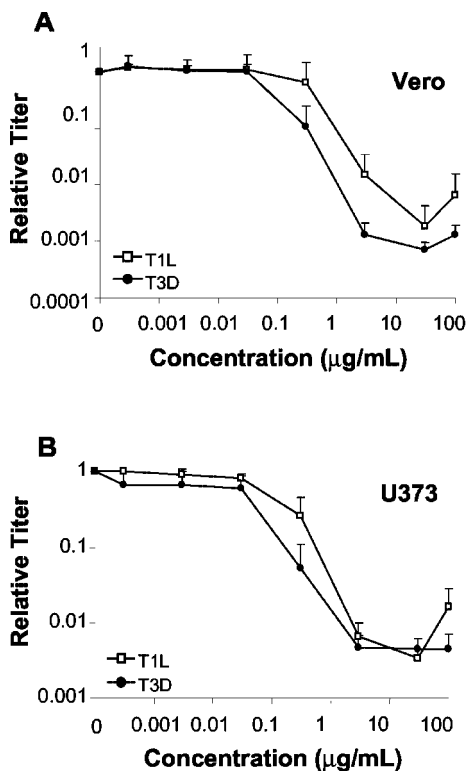 A
Vero
Relative Titer
1
0.1
0.01
0.001
0.0001
T1L
T3D
0 0.001 0.01 0.1 1 10 100
Concentration (μg/mL)
B
U373
Relative Titer
1
0.1
0.01
0.001
T1L
T3D
0 0.001 0.01 0.1 1 10 100
Concentration (μg/mL)